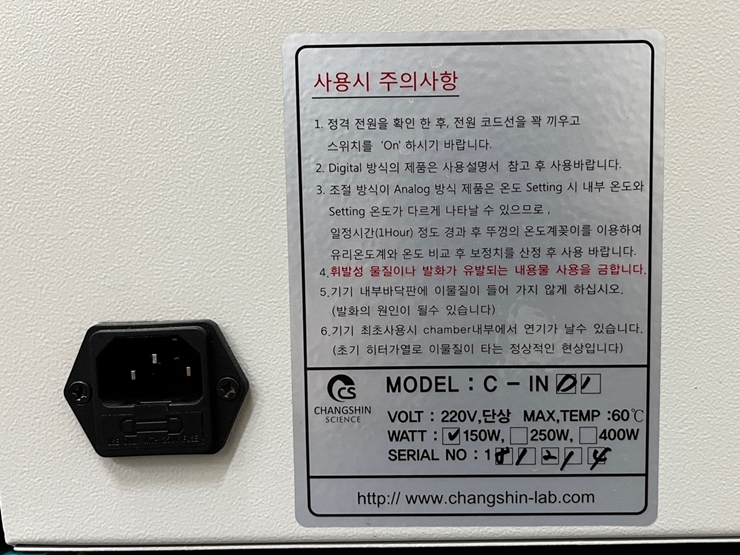 사용시 주의사항
1. 정격 전원을 확인 한 후, 전원 코드선을 꽉 끼우고
스위치를 ‘On' 하시기 바랍니다.
2. Digital 방식의 제품은 사용설명서 참고 후 사용바랍니다.
3. 조절 방식이 Analog 방식 제품은 온도 Setting 시 내부 온도와
Setting 온도가 다르게 나타날 수 있으므로 ,
일정시간(1Hour) 정도 경과 후 뚜껑의 온도계꽂이를 이용하여
유리온도계와 온도 비교 후 보정치를 산정 후 사용 바랍니다.
4.휘발성 물질이나 발화가 유발되는 내용물 사용을 금합니다.
5.기기 내부바닥판에 이물질이 들어 가지 않게 하십시오.
(발화의 원인이 될수 있습니다)
6.기기 최초사용시 chamber내부에서 연기가 날수 있습니다.
(초기 히터가열로 이물질이 타는 정상적인 현상입니다)
CS
CHANGSHIN
SCIENCE
MODEL : C - IN 01
VOLT : 220V,단상 MAX,TEMP :60℃
WATT : ✓150W, 250W, 400W
SERIAL NO : 1
http:// www.changshin-lab.com